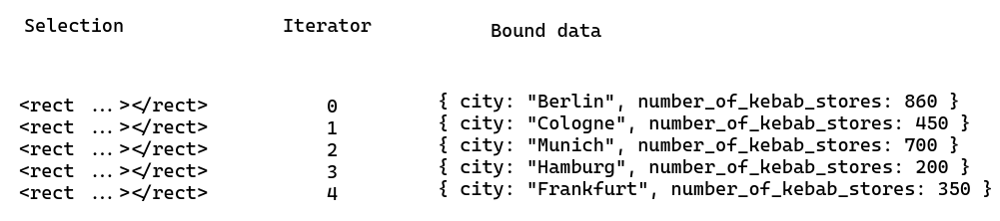 Selection Iterator Bound data
<rect ...></rect> 0 { city: "Berlin", number_of_kebab_stores: 860 }
<rect ...></rect> 1 { city: "Cologne", number_of_kebab_stores: 450 }
<rect ...></rect> 2 { city: "Munich", number_of_kebab_stores: 700 }
<rect ...></rect> 3 { city: "Hamburg", number_of_kebab_stores: 200 }
<rect ...></rect> 4 { city: "Frankfurt", number_of_kebab_stores: 350 }